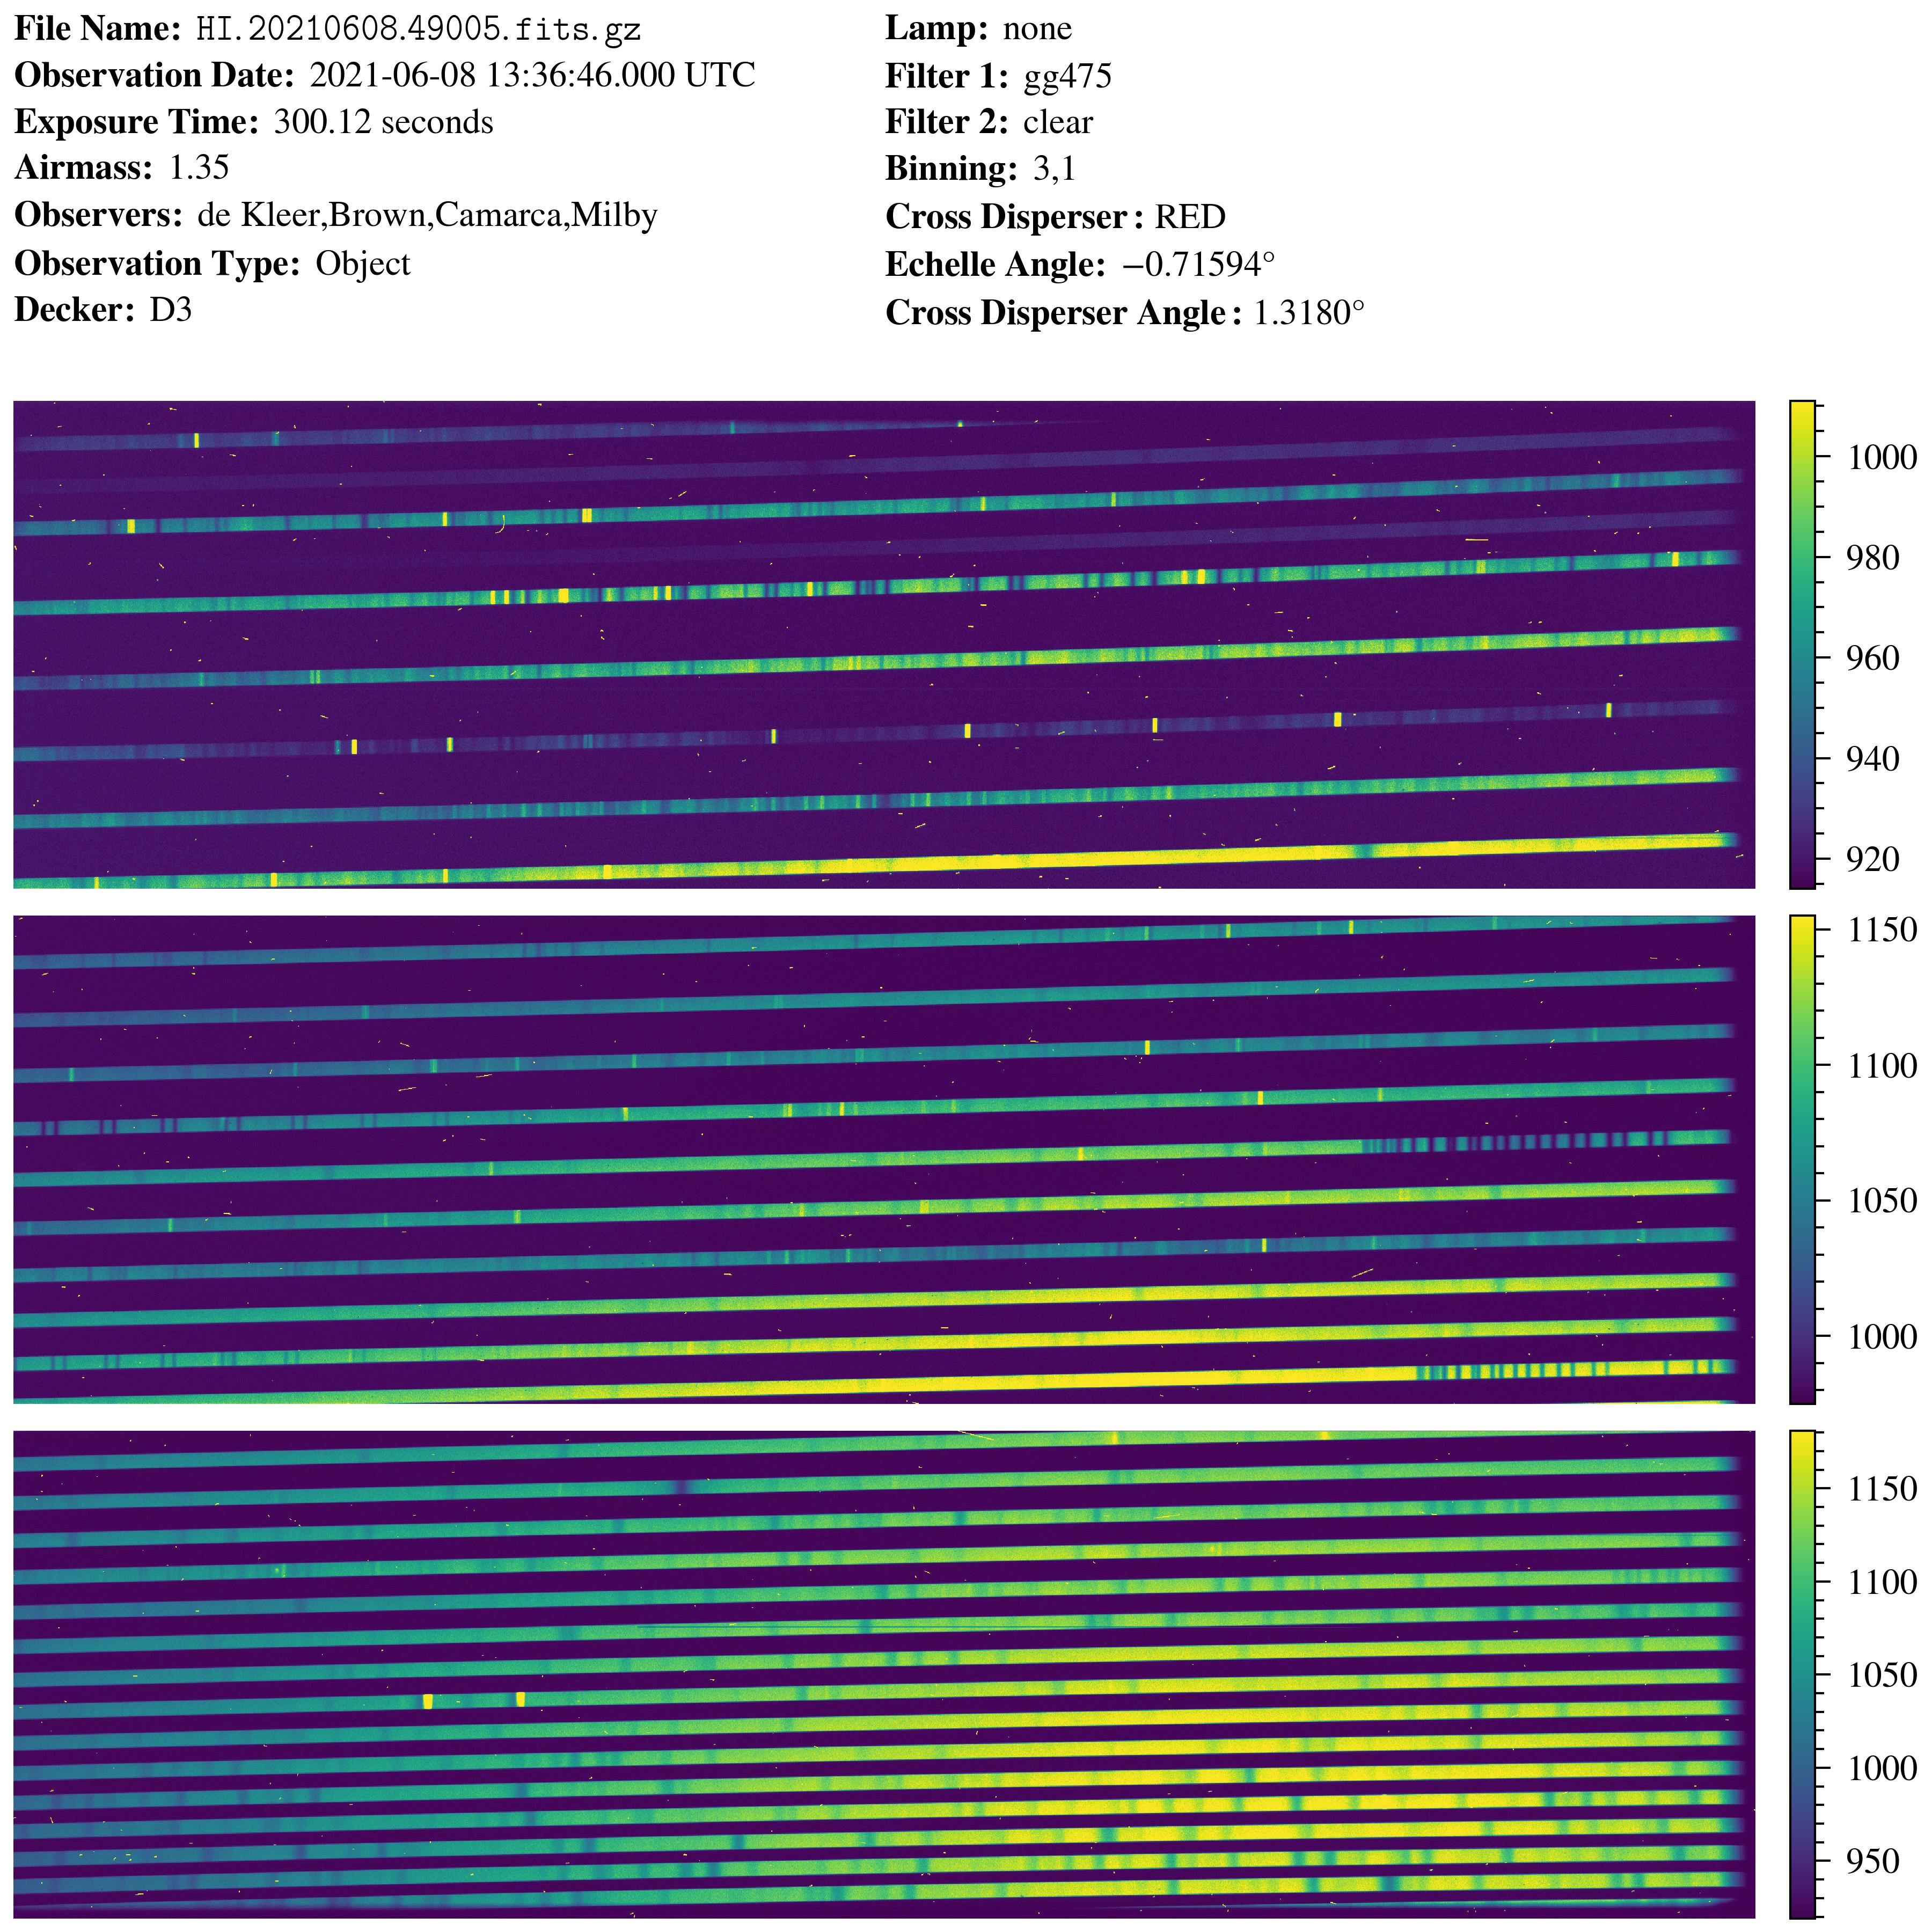 File Name: HI.20210608.49005.fits.gz
Observation Date: 2021-06-08 13:36:46.000 UTC
Exposure Time: 300.12 seconds
Airmass: 1.35
Observers: de Kleer,Brown,Camarca,Milby
Observation Type: Object
Decker: D3
Lamp: none
Filter 1: gg475
Filter 2: clear
Binning: 3,1
Cross Disperser: RED
Echelle Angle: −0.71594°
Cross Disperser Angle: 1.3180°
1000
980
960
940
920
1150
1100
1050
1000
1150
1100
1050
1000
950